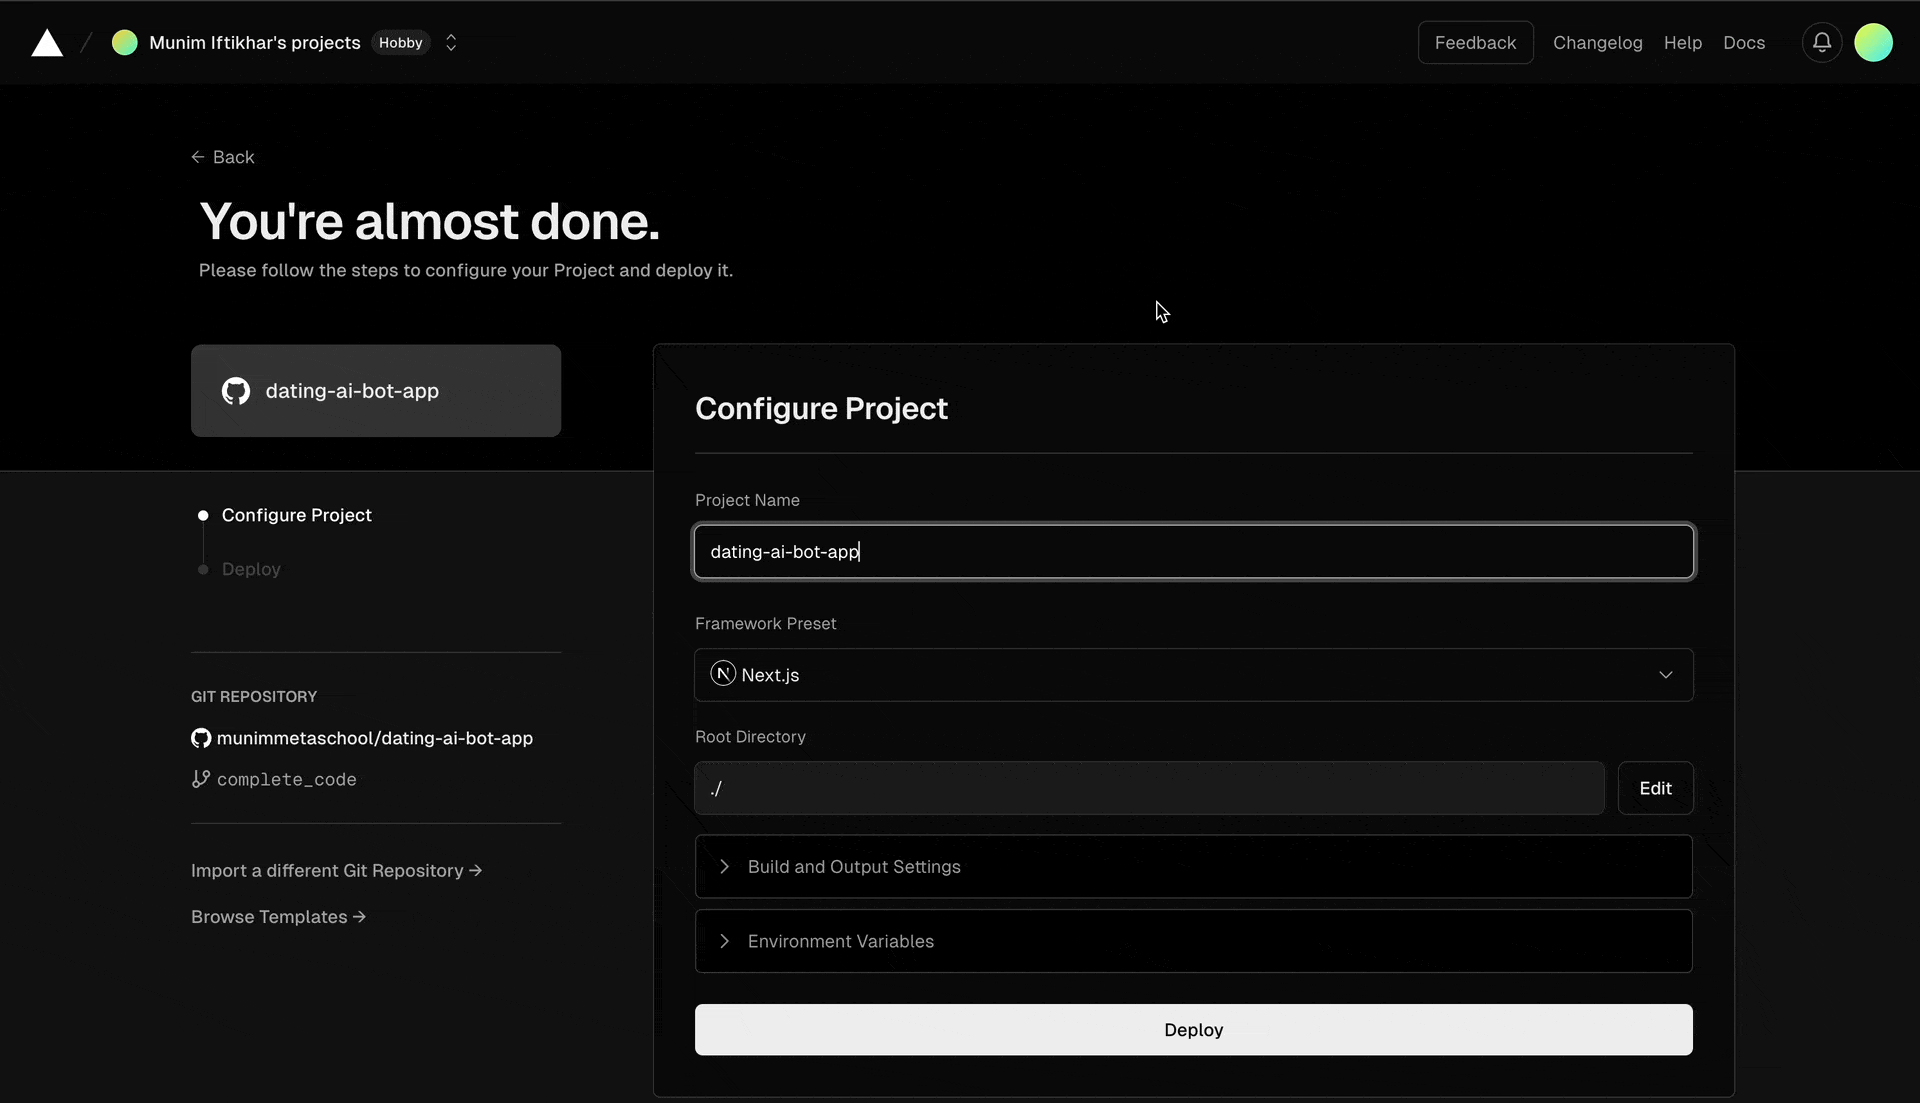 Munim Iftikhar's projects Hobby
Feedback Changelog Help Docs
← Back
You're almost done.
Please follow the steps to configure your Project and deploy it.
dating-ai-bot-app
Configure Project
Deploy
GIT REPOSITORY
munimmetaschool/dating-ai-bot-app
complete_code
Import a different Git Repository →
Browse Templates →
Configure Project
Project Name
dating-ai-bot-app
Framework Preset
N Next.js
Root Directory
./
Edit
Build and Output Settings
Environment Variables
Deploy